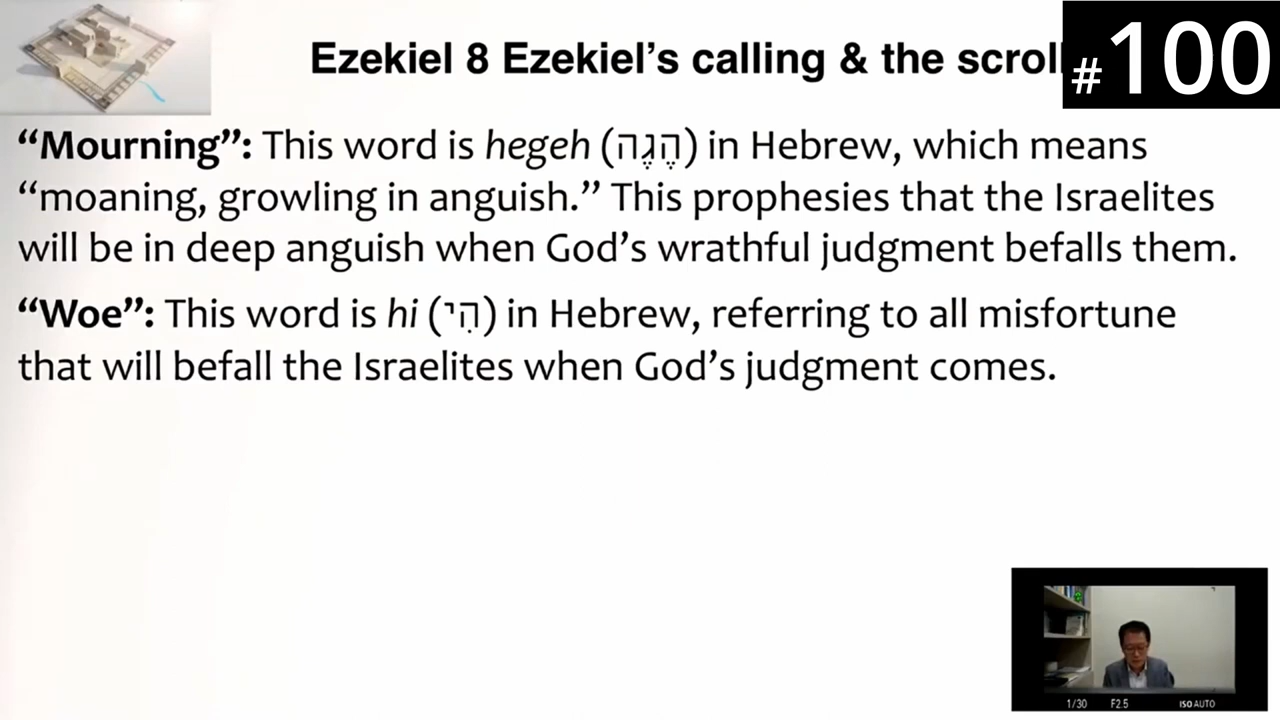 Ezekiel 8 Ezekiel’s calling & the scroll
#100
“Mourning”: This word is hegeh (הֶגֶה) in Hebrew, which means
“moaning, growling in anguish.” This prophesies that the Israelites
will be in deep anguish when God’s wrathful judgment befalls them.
“Woe”: This word is hi (הִי) in Hebrew, referring to all misfortune
that will befall the Israelites when God’s judgment comes.
1/30 F2.5 ISO AUTO